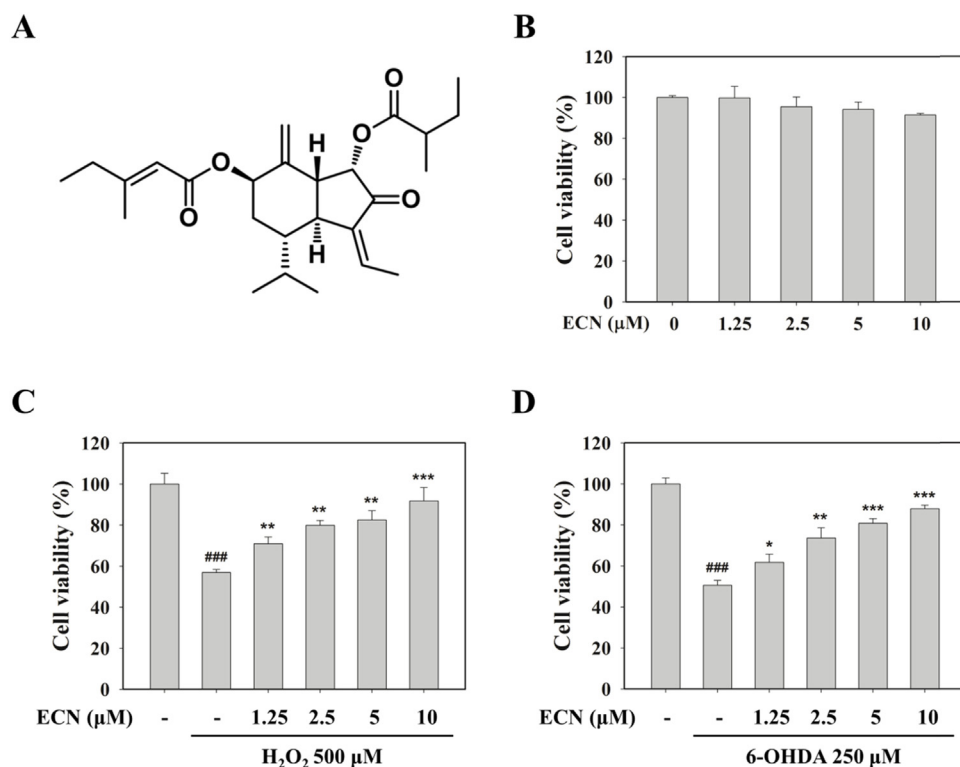 A
O
O
H
O
O
O
H
B
120
100
80
60
40
20
0
Cell viability (%)
ECN (µM) 0 1.25 2.5 5 10
C
120
100
80
60
40
20
0
Cell viability (%)
###
**
**
**
***
ECN (µM) - - 1.25 2.5 5 10
H₂O₂ 500 µM
D
120
100
80
60
40
20
0
Cell viability (%)
###
*
**
***
***
ECN (µM) - - 1.25 2.5 5 10
6-OHDA 250 µM